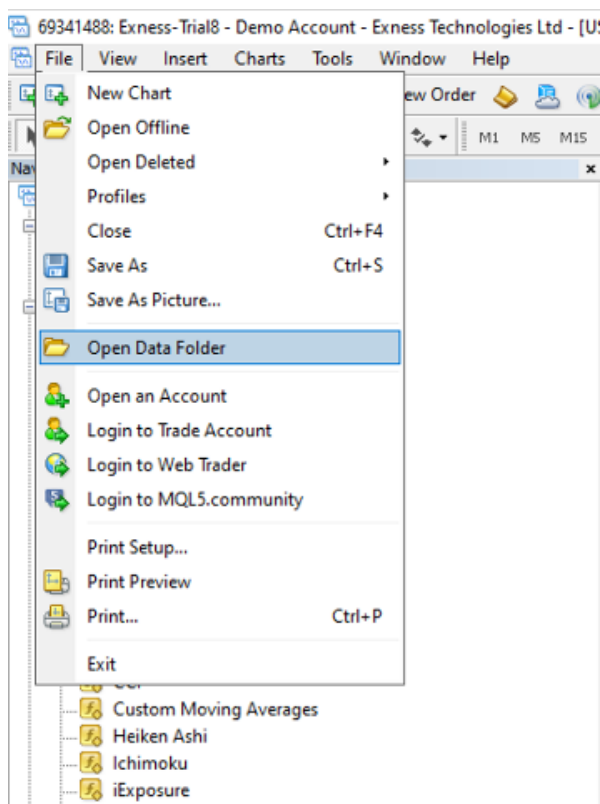 69341488: Exness-Trial8 - Demo Account - Exness Technologies Ltd - [US
File View Insert Charts Tools Window Help
New Chart
ew Order
Open Offline
M1 M5 M15
Open Deleted
Nav
Profiles
Close Ctrl+F4
Save As Ctrl+S
Save As Picture...
Open Data Folder
Open an Account
Login to Trade Account
Login to Web Trader
Login to MQL5.community
Print Setup...
Print Preview
Print... Ctrl+P
Exit
Custom Moving Averages
Heiken Ashi
Ichimoku
iExposure